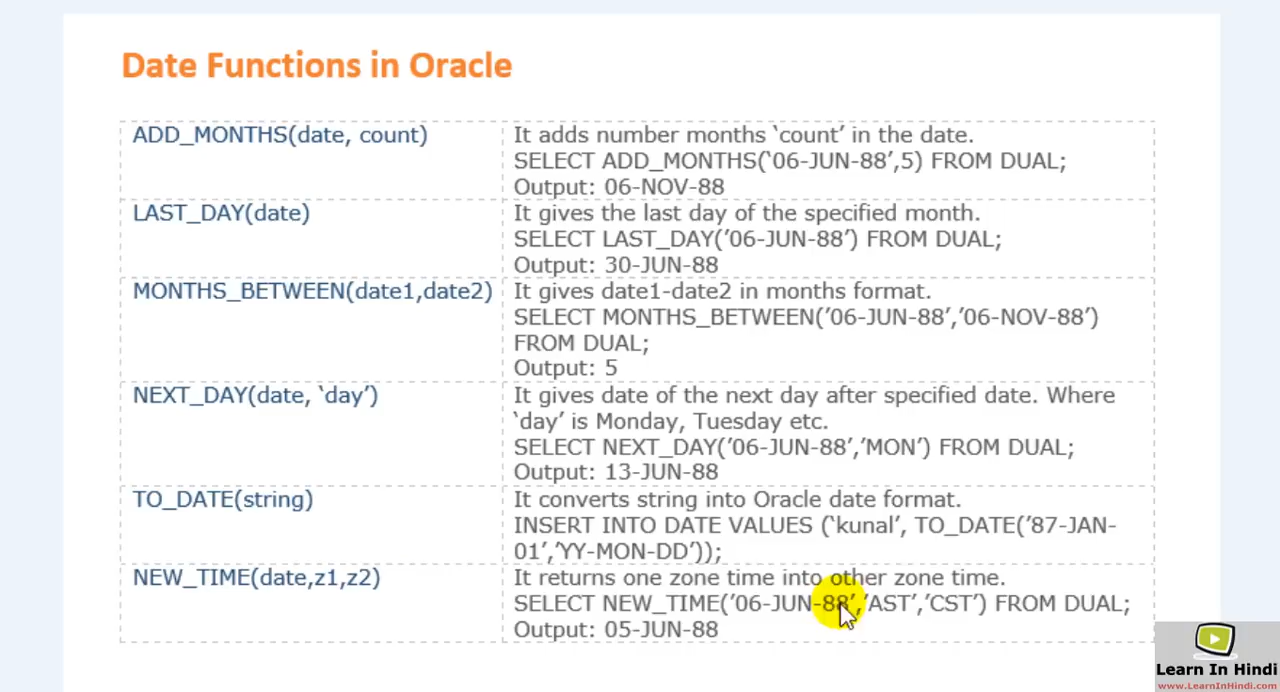 Date Functions in Oracle
ADD_MONTHS(date, count)
It adds number months ‘count’ in the date.
SELECT ADD_MONTHS(‘06-JUN-88’,5) FROM DUAL;
Output: 06-NOV-88
LAST_DAY(date)
It gives the last day of the specified month.
SELECT LAST_DAY(’06-JUN-88’) FROM DUAL;
Output: 30-JUN-88
MONTHS_BETWEEN(date1,date2)
It gives date1-date2 in months format.
SELECT MONTHS_BETWEEN(’06-JUN-88’,’06-NOV-88’)
FROM DUAL;
Output: 5
NEXT_DAY(date, ‘day’)
It gives date of the next day after specified date. Where
‘day’ is Monday, Tuesday etc.
SELECT NEXT_DAY(’06-JUN-88’,’MON’) FROM DUAL;
Output: 13-JUN-88
TO_DATE(string)
It converts string into Oracle date format.
INSERT INTO DATE VALUES (‘kunal’, TO_DATE(’87-JAN-
01’,’YY-MON-DD’));
NEW_TIME(date,z1,z2)
It returns one zone time into other zone time.
SELECT NEW_TIME(’06-JUN-88’,’AST’,’CST’) FROM DUAL;
Output: 05-JUN-88
Learn In Hindi
www.LearnInHindi.com